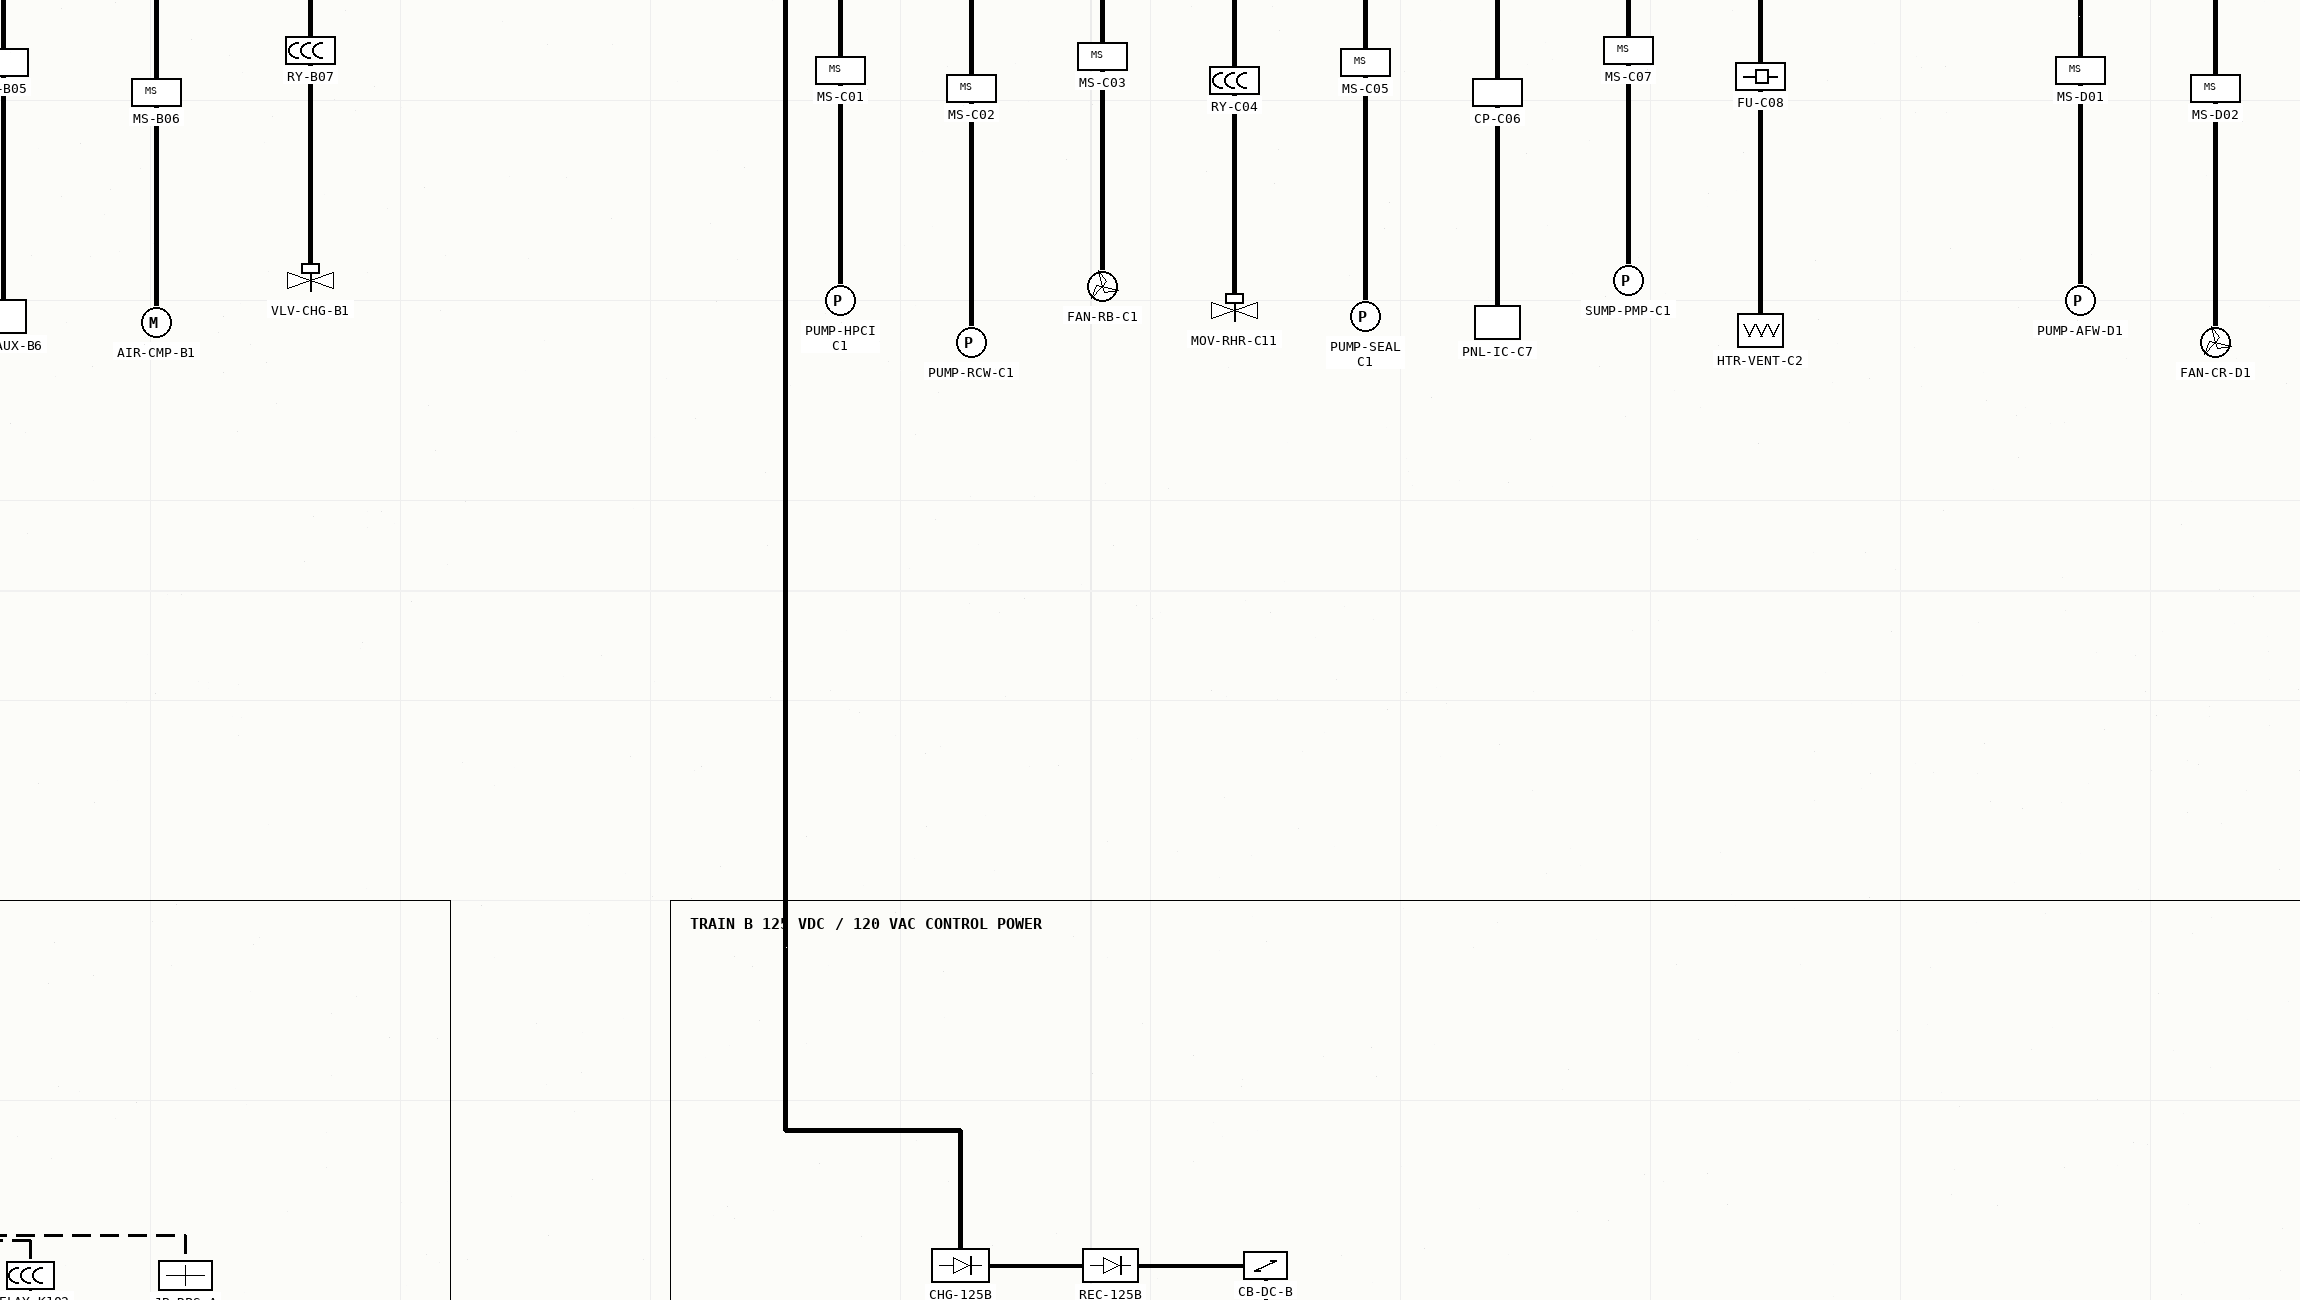 RY-B07
MS
MS-C03
MS
MS-C07
MS
MS-C05
MS
MS-C01
MS
MS-D01
MS
MS-B06
MS
MS-C02
RY-C04
CP-C06
FU-C08
MS
MS-D02
-B05
VLV-CHG-B1
M
AIR-CMP-B1
AUX-B6
P
PUMP-HPCI
C1
P
PUMP-RCW-C1
FAN-RB-C1
MOV-RHR-C11
P
PUMP-SEAL
C1
PNL-IC-C7
P
SUMP-PMP-C1
HTR-VENT-C2
P
PUMP-AFW-D1
FAN-CR-D1
TRAIN B 125 VDC / 120 VAC CONTROL POWER
CHG-125B
REC-125B
CB-DC-B